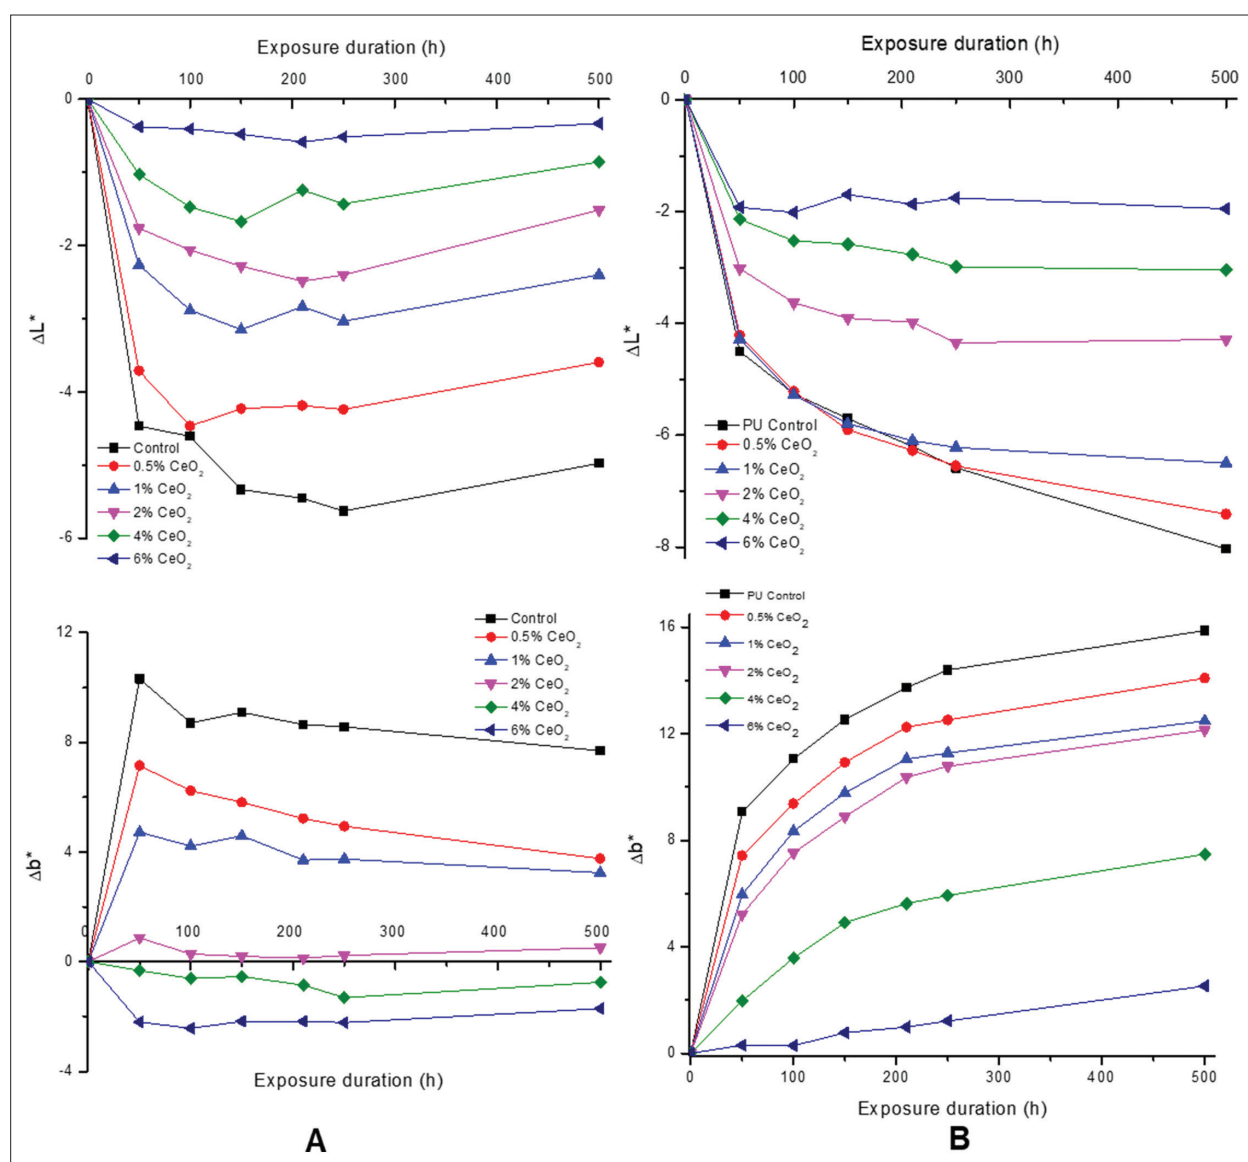 Exposure duration (h)
0 100 200 300 400 500
0
-2
-4
-6
ΔL*
Control
0.5% CeO₂
1% CeO₂
2% CeO₂
4% CeO₂
6% CeO₂
Exposure duration (h)
0 100 200 300 400 500
0
-2
-4
-6
-8
ΔL*
PU Control
0.5% CeO₂
1% CeO₂
2% CeO₂
4% CeO₂
6% CeO₂
12
8
4
0
-4
Δb*
Control
0.5% CeO₂
1% CeO₂
2% CeO₂
4% CeO₂
6% CeO₂
0 100 200 300 400 500
Exposure duration (h)
A
PU Control
0.5% CeO₂
1% CeO₂
2% CeO₂
4% CeO₂
6% CeO₂
16
12
8
4
0
Δb*
0 100 200 300 400 500
Exposure duration (h)
B